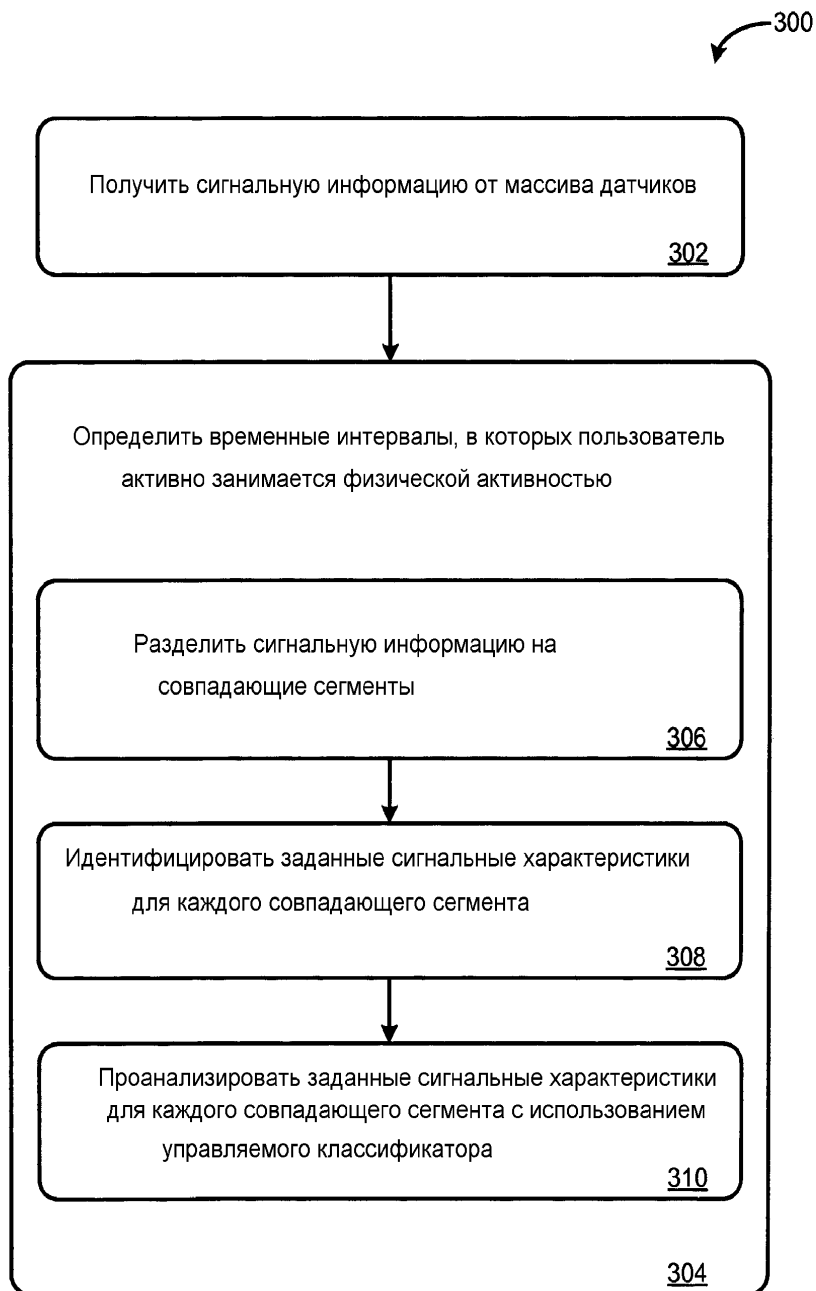 300
Получить сигнальную информацию от массива датчиков
302
Определить временные интервалы, в которых пользователь
активно занимается физической активностью
Разделить сигнальную информацию на
совпадающие сегменты
306
Идентифицировать заданные сигнальные характеристики
для каждого совпадающего сегмента
308
Проанализировать заданные сигнальные характеристики
для каждого совпадающего сегмента с использованием
управляемого классификатора
310
304